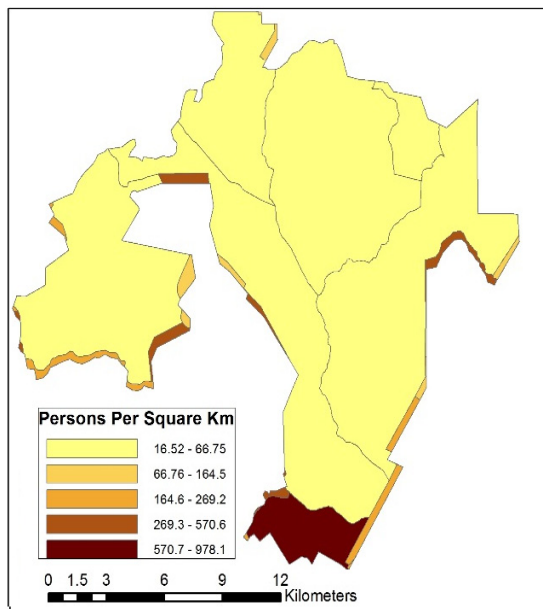 Persons Per Square Km
16.52 - 66.75
66.76 - 164.5
164.6 - 269.2
269.3 - 570.6
570.7 - 978.1
0 1.5 3 6 9 12
Kilometers